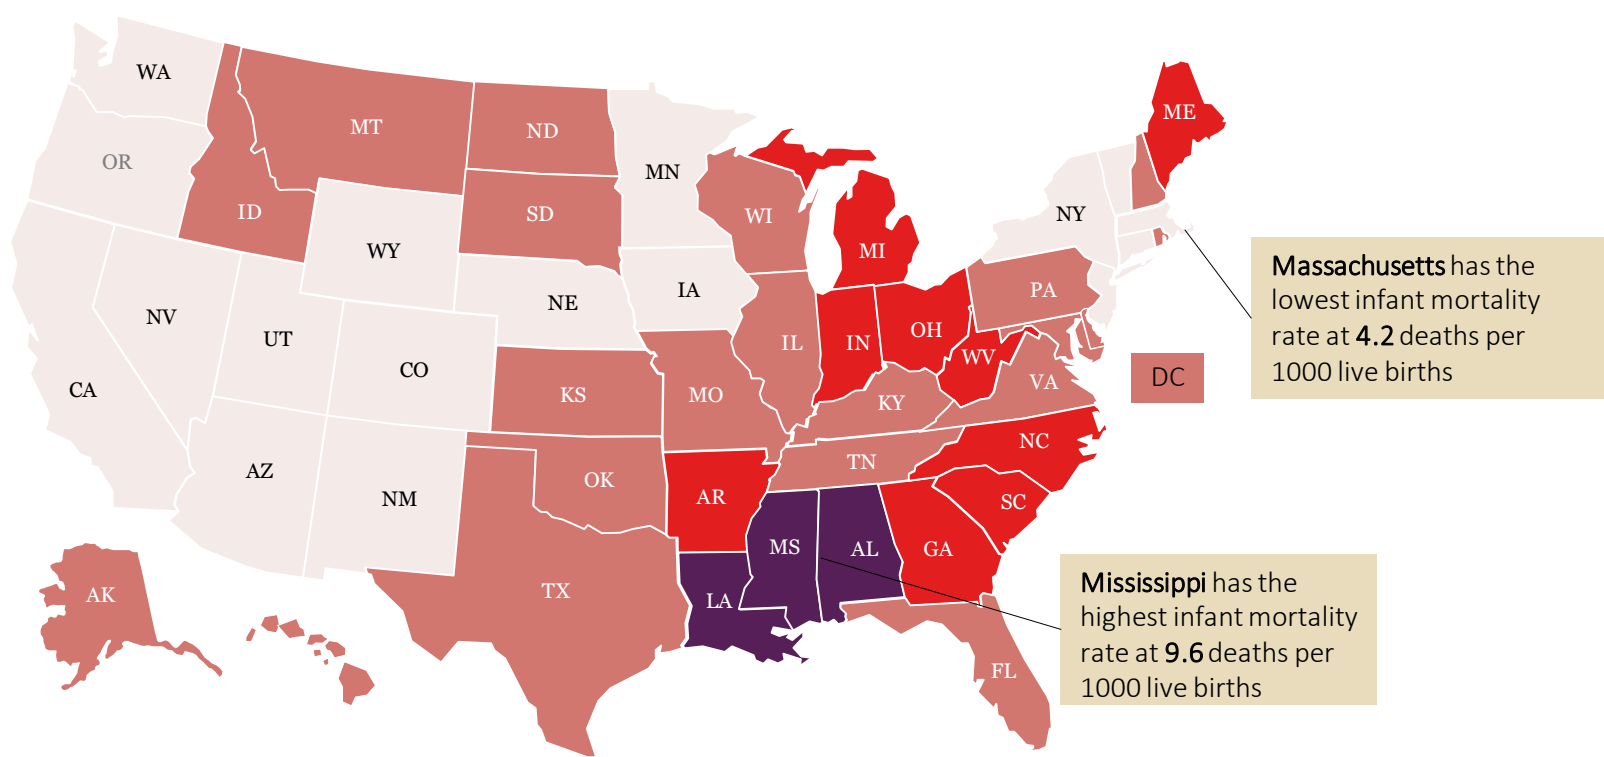 WA
MT
ND
ME
OR
MN
ID
SD
WI
NY
WY
MI
NE
IA
PA
NV
UT
IL
IN
OH
WV
CA
CO
KS
MO
KY
VA
DC
AZ
NM
OK
AR
TN
NC
SC
MS
AL
GA
AK
TX
LA
FL
Massachusetts has the
lowest infant mortality
rate at 4.2 deaths per
1000 live births
Mississippi has the
highest infant mortality
rate at 9.6 deaths per
1000 live births